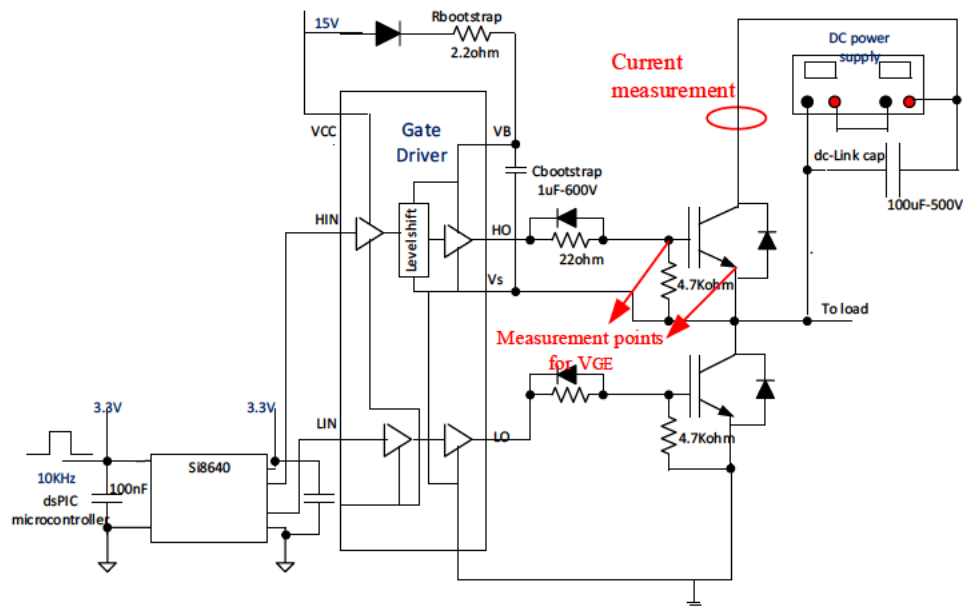 15V
Rbootstrap
2.2ohm
Current
measurement
DC power
supply
VCC
Gate
Driver
VB
Cbootstrap
1uF-600V
dc-Link cap
100uF-500V
HIN
Level shift
HO
22ohm
Vs
4.7Kohm
To load
Measurement points
for VGE
3.3V
3.3V
LIN
LO
4.7Kohm
10KHz
dsPIC
microcontroller
100nF
Si8640